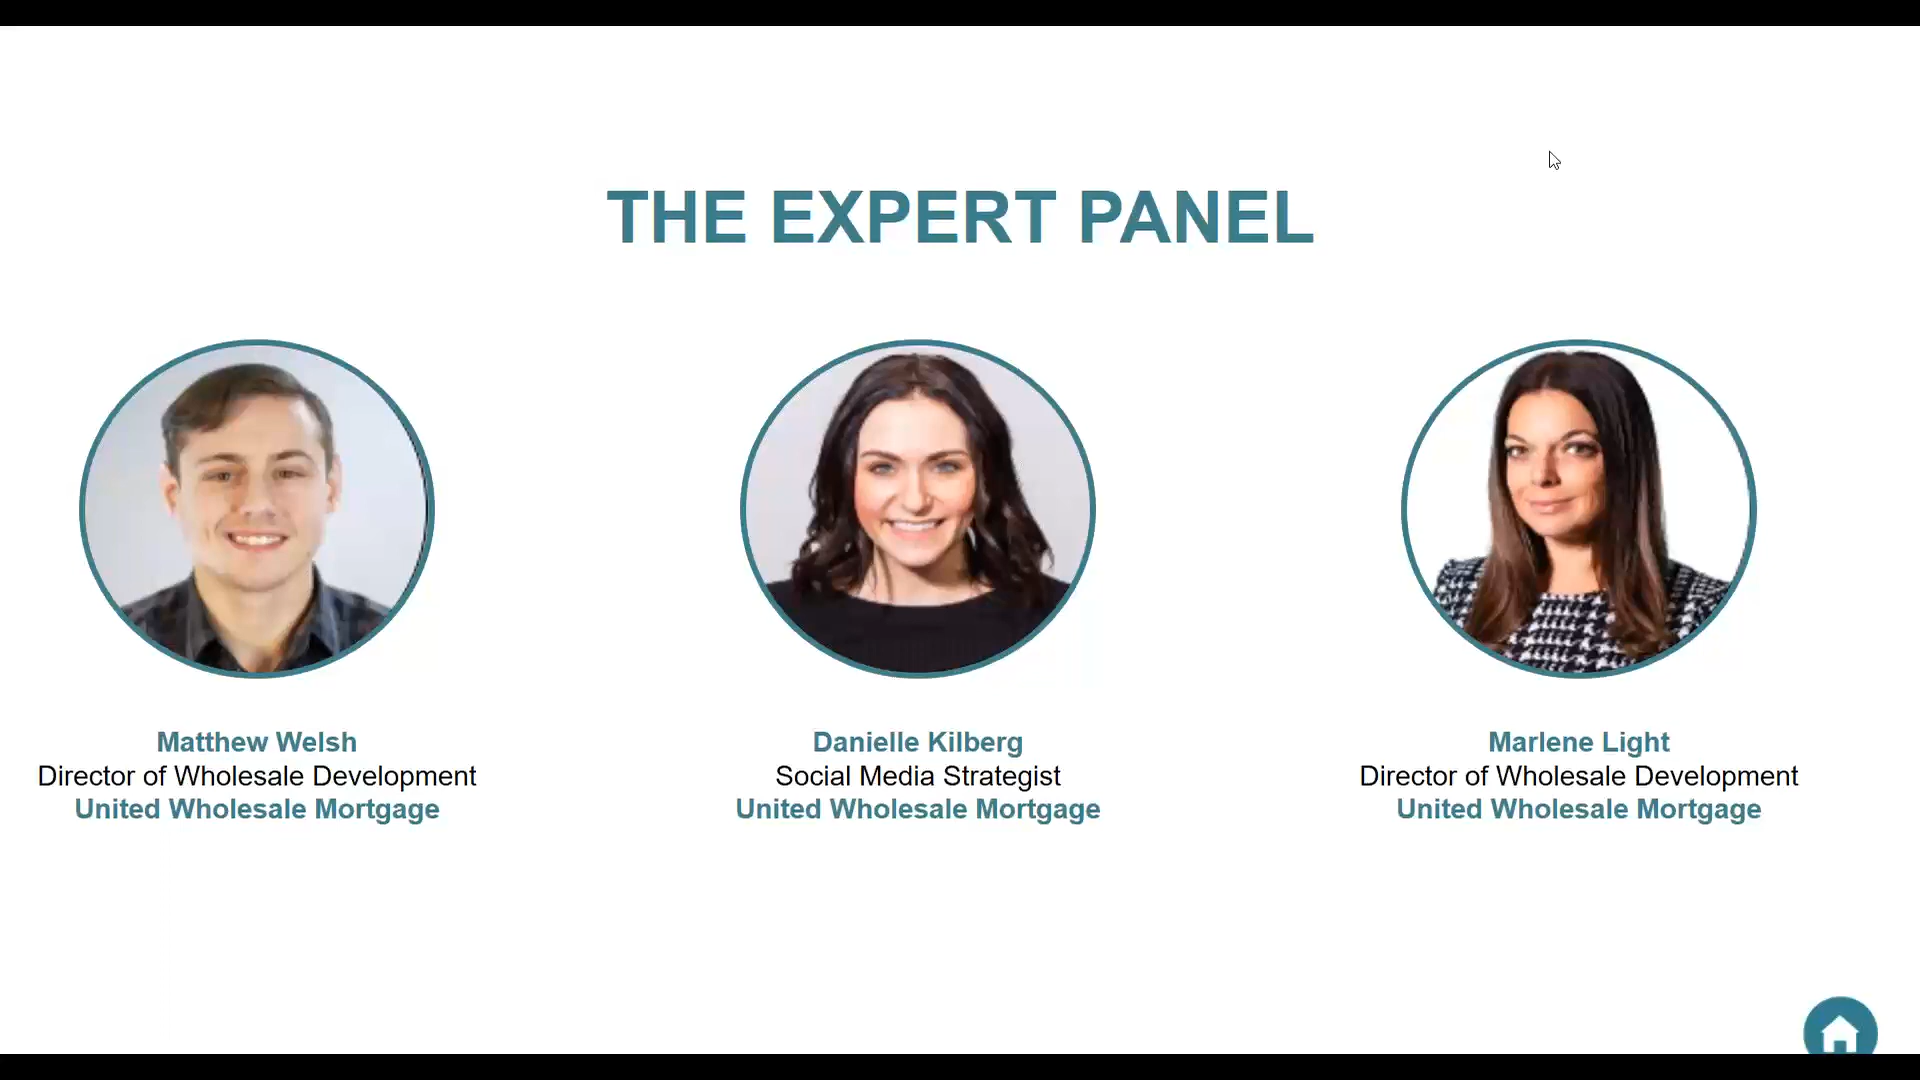 THE EXPERT PANEL
Matthew Welsh
Director of Wholesale Development
United Wholesale Mortgage
Danielle Kilberg
Social Media Strategist
United Wholesale Mortgage
Marlene Light
Director of Wholesale Development
United Wholesale Mortgage